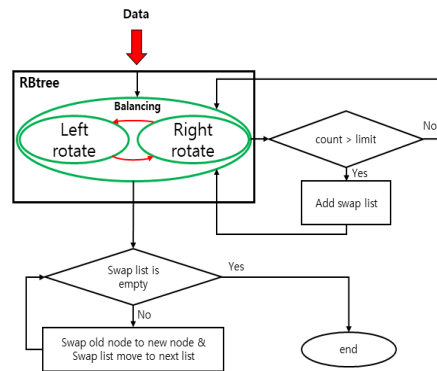 Data
RBtree
Balancing
Left
rotate
Right
rotate
count > limit
No
Yes
Add swap list
Swap list is
empty
Yes
No
Swap old node to new node &
Swap list move to next list
end